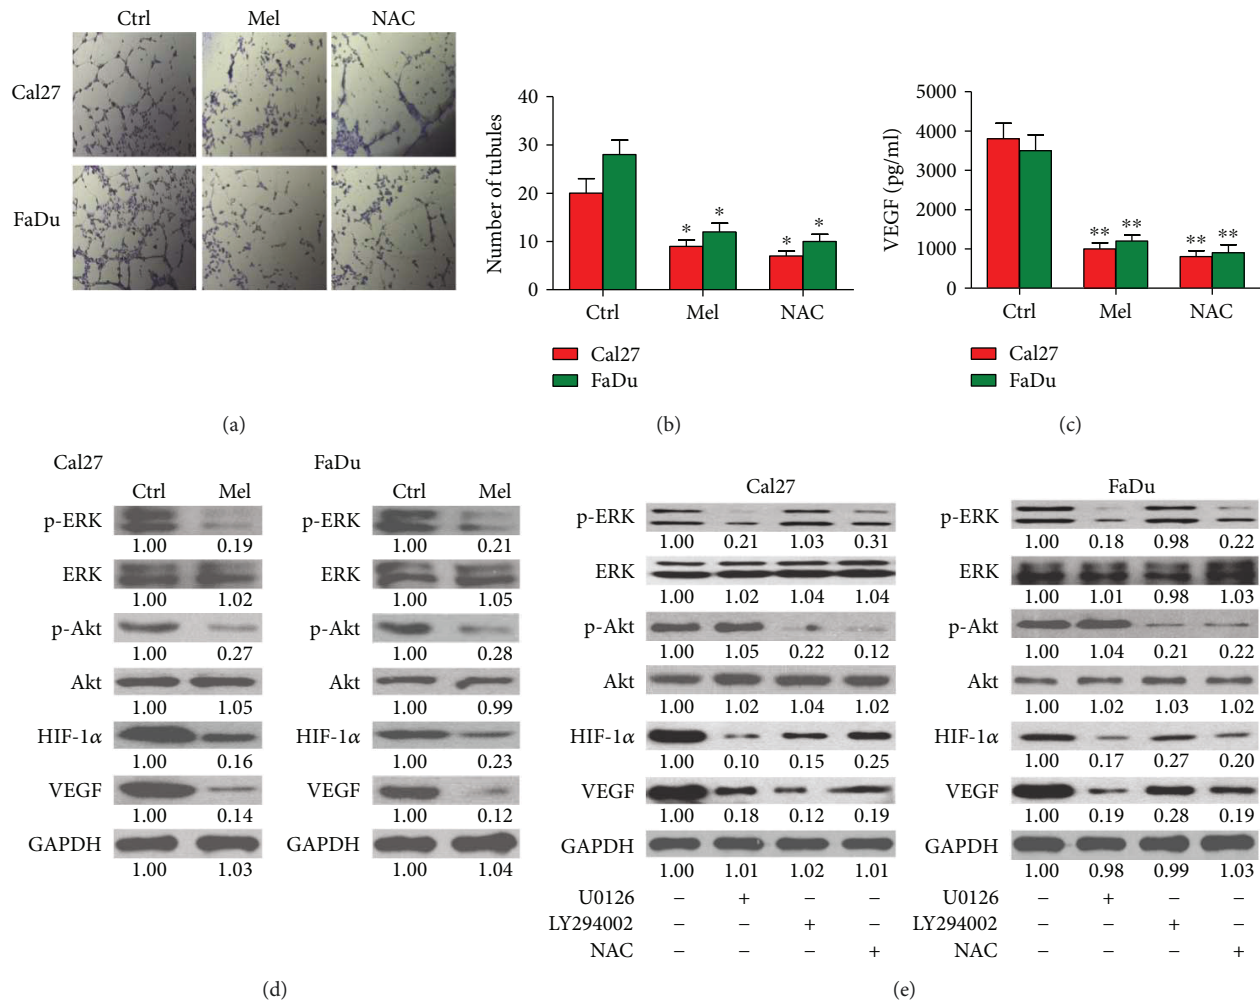 Ctrl Mel NAC
Cal27
FaDu
(a)
Number of tubules
40
30
20
10
0
* * * *
Ctrl Mel NAC
Cal27
FaDu
(b)
VEGF (pg/ml)
5000
4000
3000
2000
1000
0
** ** ** **
Ctrl Mel NAC
Cal27
FaDu
(c)
Cal27
Ctrl Mel
p-ERK
1.00 0.19
ERK
1.00 1.02
p-Akt
1.00 0.27
Akt
1.00 1.05
HIF-1α
1.00 0.16
VEGF
1.00 0.14
GAPDH
1.00 1.03
FaDu
Ctrl Mel
p-ERK
1.00 0.21
ERK
1.00 1.05
p-Akt
1.00 0.28
Akt
1.00 0.99
HIF-1α
1.00 0.23
VEGF
1.00 0.12
GAPDH
1.00 1.04
(d)
Cal27
p-ERK
1.00 0.21 1.03 0.31
ERK
1.00 1.02 1.04 1.04
p-Akt
1.00 1.05 0.22 0.12
Akt
1.00 1.02 1.04 1.02
HIF-1α
1.00 0.10 0.15 0.25
VEGF
1.00 0.18 0.12 0.19
GAPDH
1.00 1.01 1.02 1.01
U0126 − + − −
LY294002 − − + −
NAC − − − +
FaDu
p-ERK
1.00 0.18 0.98 0.22
ERK
1.00 1.01 0.98 1.03
p-Akt
1.00 1.04 0.21 0.22
Akt
1.00 1.02 1.03 1.02
HIF-1α
1.00 0.17 0.27 0.20
VEGF
1.00 0.19 0.28 0.19
GAPDH
1.00 0.98 0.99 1.03
U0126 − + − −
LY294002 − − + −
NAC − − − +
(e)